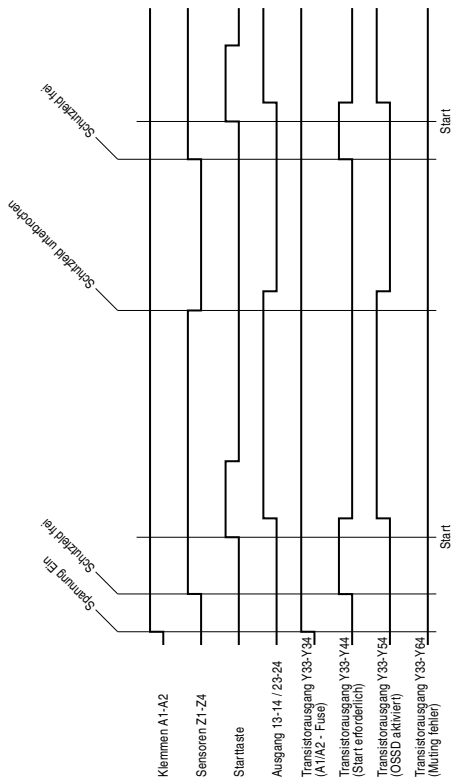 Spannung Ein
Schutzfeld frei
Schutzfeld unterbrochen
Schutzfeld frei
Klemmen A1-A2
Sensoren Z1-Z4
Starttaste
Ausgang 13-14 / 23-24
Transistorausgang Y33-Y34
(A1/A2 - Fuse)
Transistorausgang Y33-Y44
(Start erforderlich)
Transistorausgang Y33-Y54
(OSSD aktiviert)
Transistorausgang Y33-Y64
(Muting fehler)
Start
Start